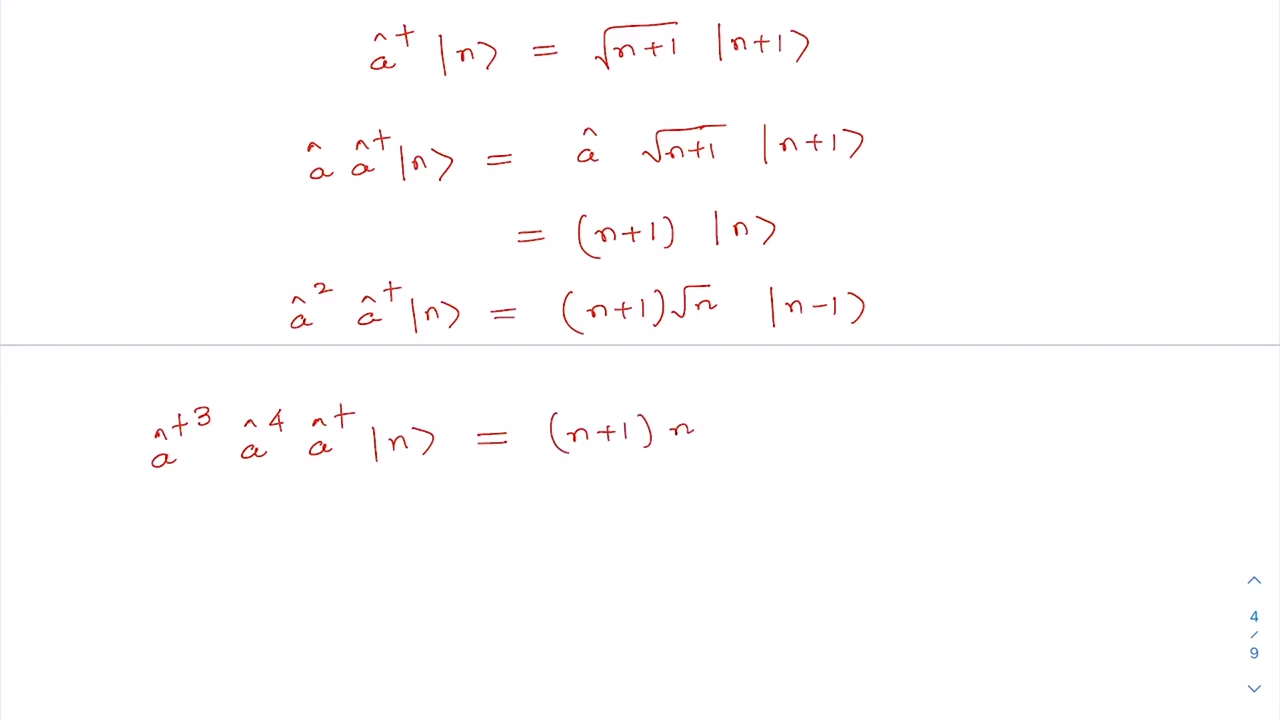 â† |n⟩ = √(n+1) |n+1⟩
â â† |n⟩ = â √(n+1) |n+1⟩
= (n+1) |n⟩
â² â† |n⟩ = (n+1)√n |n-1⟩
â†³ â⁴ â† |n⟩ = (n+1) n
4
/
9